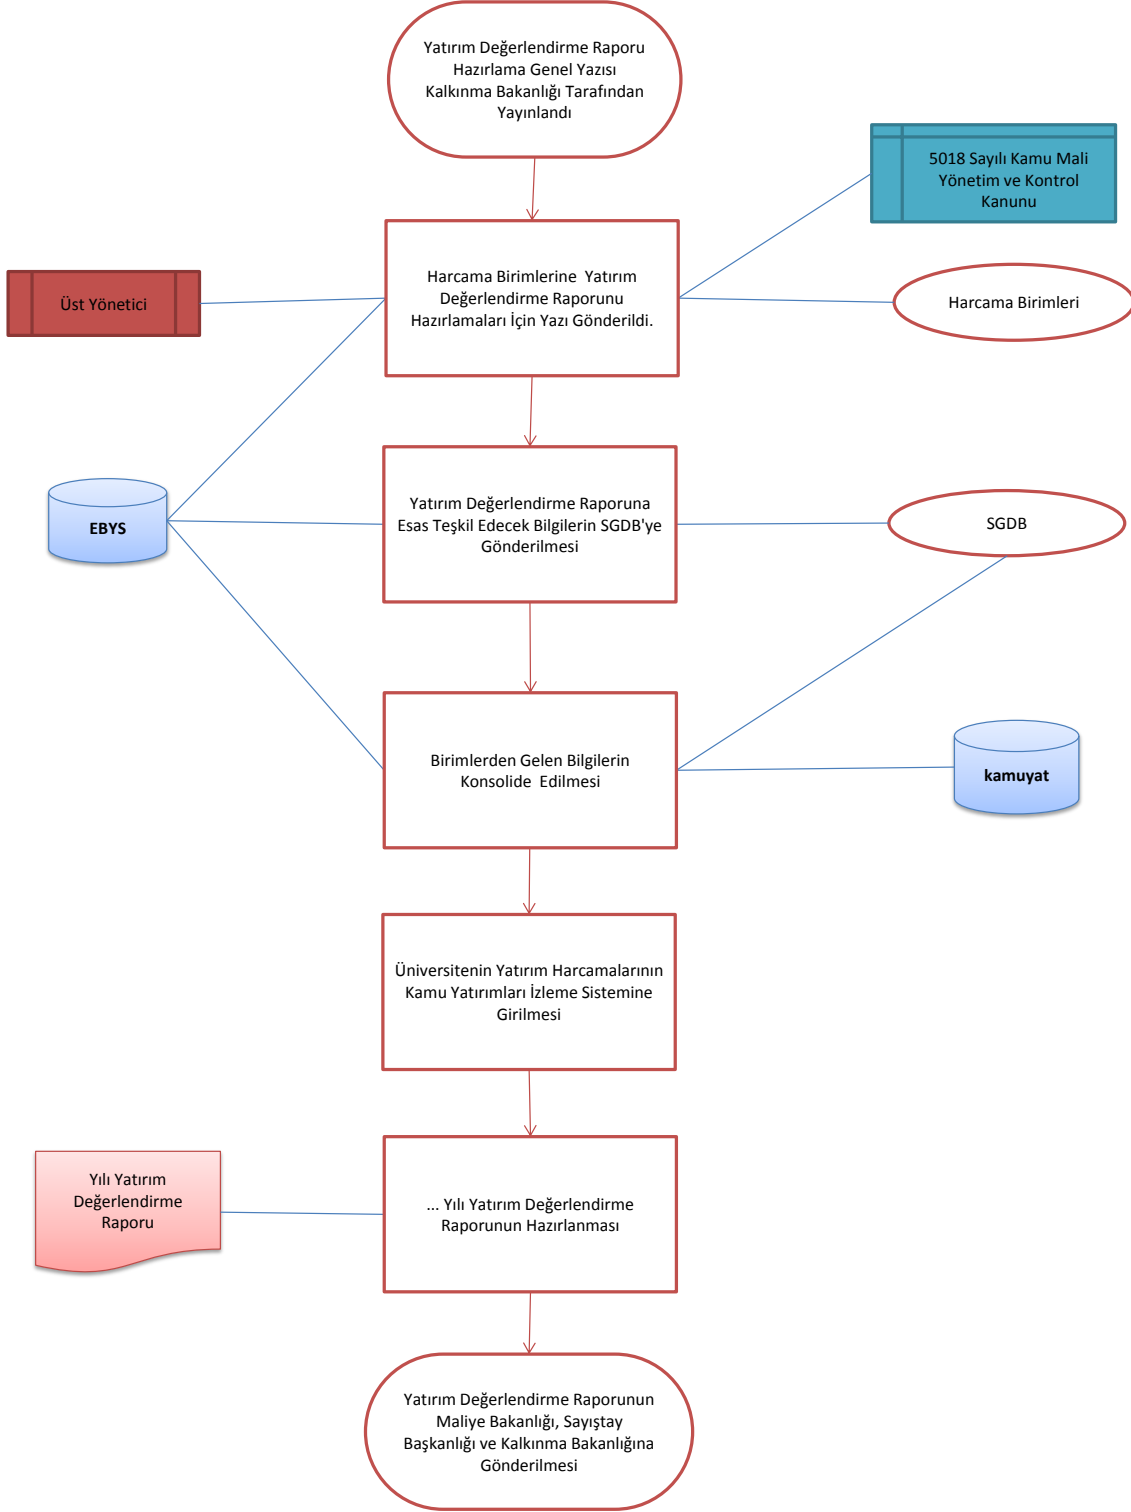 Yatırım Değerlendirme Raporu
Hazırlama Genel Yazısı
Kalkınma Bakanlığı Tarafından
Yayınlandı
5018 Sayılı Kamu Mali
Yönetim ve Kontrol
Kanunu
Harcama Birimlerine  Yatırım
Değerlendirme Raporunu
Hazırlamaları İçin Yazı Gönderildi.
Üst Yönetici
Harcama Birimleri
Yatırım Değerlendirme Raporuna
Esas Teşkil Edecek Bilgilerin SGDB'ye
Gönderilmesi
EBYS
SGDB
Birimlerden Gelen Bilgilerin
Konsolide  Edilmesi
kamuyat
Üniversitenin Yatırım Harcamalarının
Kamu Yatırımları İzleme Sistemine
Girilmesi
Yılı Yatırım
Değerlendirme
Raporu
... Yılı Yatırım Değerlendirme
Raporunun Hazırlanması
Yatırım Değerlendirme Raporunun
Maliye Bakanlığı, Sayıştay
Başkanlığı ve Kalkınma Bakanlığına
Gönderilmesi